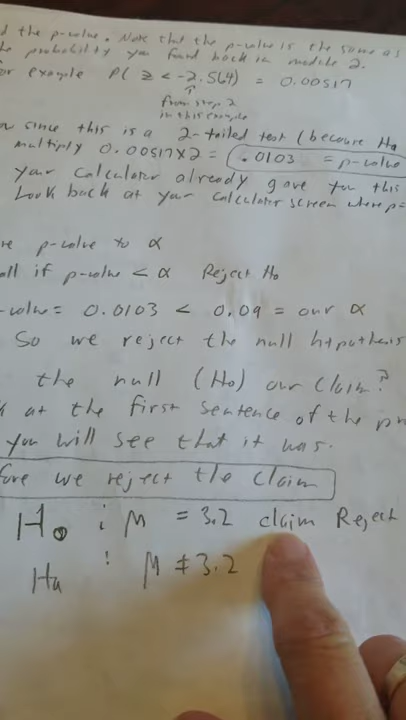 d the p-value. Note that the p-value is the same as
he probability you found back in module 2.
or example P( z < -2.564) = 0.00517
from step 2
in this example
since this is a 2-tailed test (because Ho
multiply 0.00517x2 = .0103 = p-value
your calculator already gave you this
Look back at your calculator screen where p=
re p-value to α
all if p-value < α Reject Ho
-value = 0.0103 < 0.09 = our α
So we reject the null hypothesis
the null (Ho) our claim?
k at the first sentence of the pr
you will see that it was.
fore we reject the claim
Ho : M = 3.2 claim Reject
Ha : M ≠ 3.2